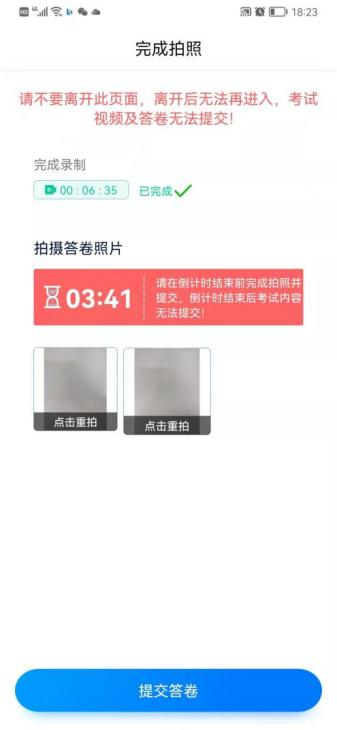 HD 4G 18:23
完成拍照
请不要离开此页面，离开后无法再进入，考试
视频及答卷无法提交！
完成录制
00 : 06 : 35 已完成
拍摄答卷照片
03:41
请在倒计时结束前完成拍照并
提交，倒计时结束后考试内容
无法提交！
点击重拍 点击重拍
提交答卷